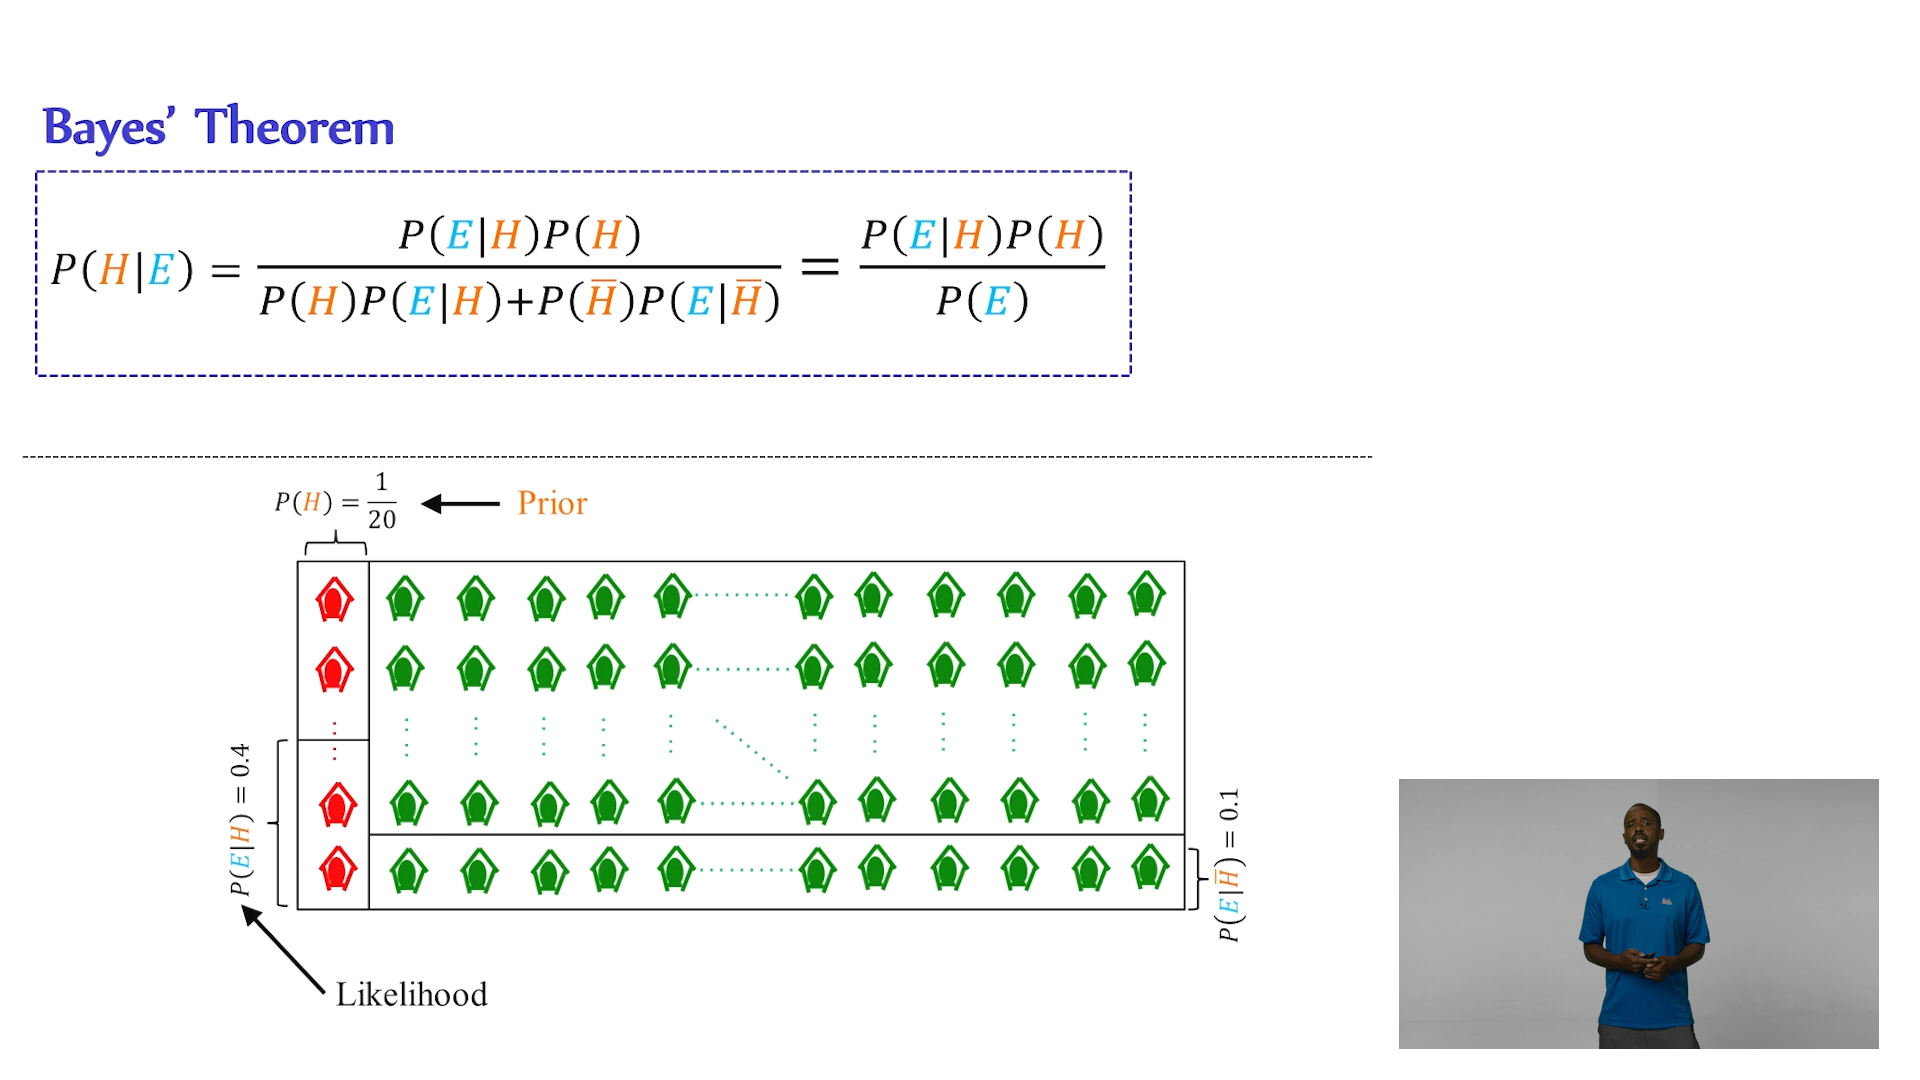 Bayes’ Theorem
P(H|E) = P(E|H)P(H) / P(H)P(E|H)+P(H̅)P(E|H̅) = P(E|H)P(H) / P(E)
P(H) = 1/20
Prior
P(E|H) = 0.4
P(E|H̅) = 0.1
Likelihood